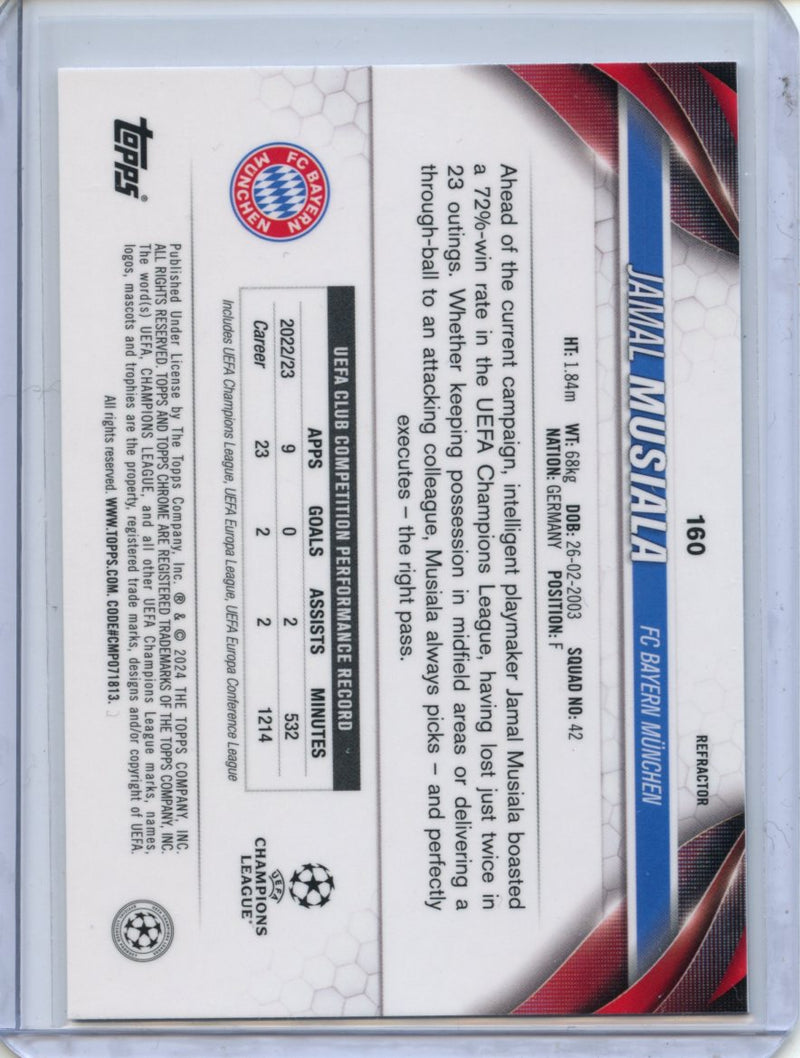 160
REFRACTOR
JAMAL MUSIALA FC BAYERN MÜNCHEN
HT: 1.84m WT: 68kg DOB: 26-02-2003 SQUAD NO: 42
NATION: GERMANY POSITION: F
Ahead of the current campaign, intelligent playmaker Jamal Musiala boasted
a 72%-win rate in the UEFA Champions League, having lost just twice in
23 outings. Whether keeping possession in midfield areas or delivering a
through-ball to an attacking colleague, Musiala always picks – and perfectly
executes – the right pass.
FC BAYERN
MÜNCHEN
UEFA CLUB COMPETITION PERFORMANCE RECORD
APPS GOALS ASSISTS MINUTES
2022/23 9 0 2 532
Career 23 2 2 1214
Includes UEFA Champions League, UEFA Europa League, UEFA Europa Conference League
UEFA
CHAMPIONS
LEAGUE®
topps®
Published Under License by The Topps Company, Inc. ® & © 2024 THE TOPPS COMPANY, INC.
ALL RIGHTS RESERVED. TOPPS AND TOPPS CHROME ARE REGISTERED TRADEMARKS OF THE TOPPS COMPANY, INC.
The word(s) UEFA, CHAMPIONS LEAGUE, and all other UEFA Champions League marks, names,
logos, mascots and trophies are the property, registered trade marks, designs and/or copyright of UEFA.
All rights reserved. WWW.TOPPS.COM. CODE#CMP071813.